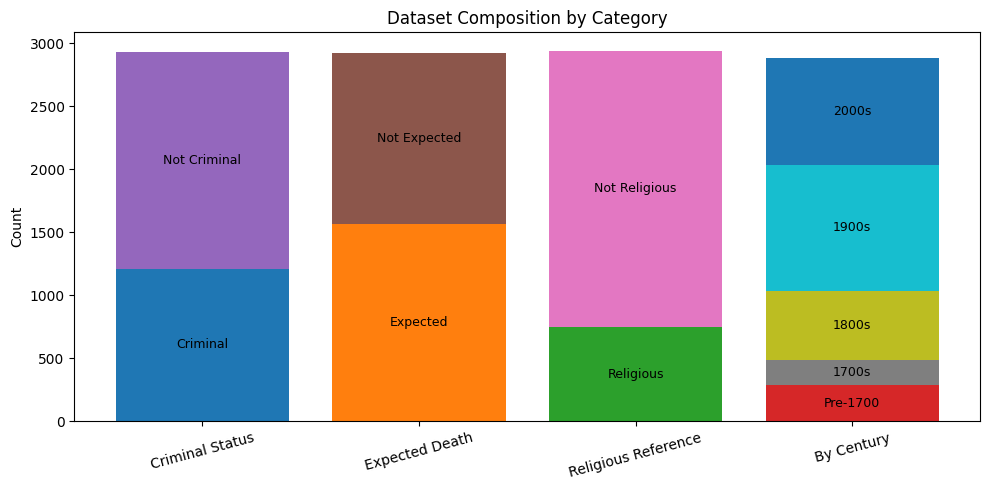 Dataset Composition by Category
3000
2500
2000
1500
1000
500
0
Count
Not Criminal
Criminal
Not Expected
Expected
Not Religious
Religious
2000s
1900s
1800s
1700s
Pre-1700
Criminal Status
Expected Death
Religious Reference
By Century